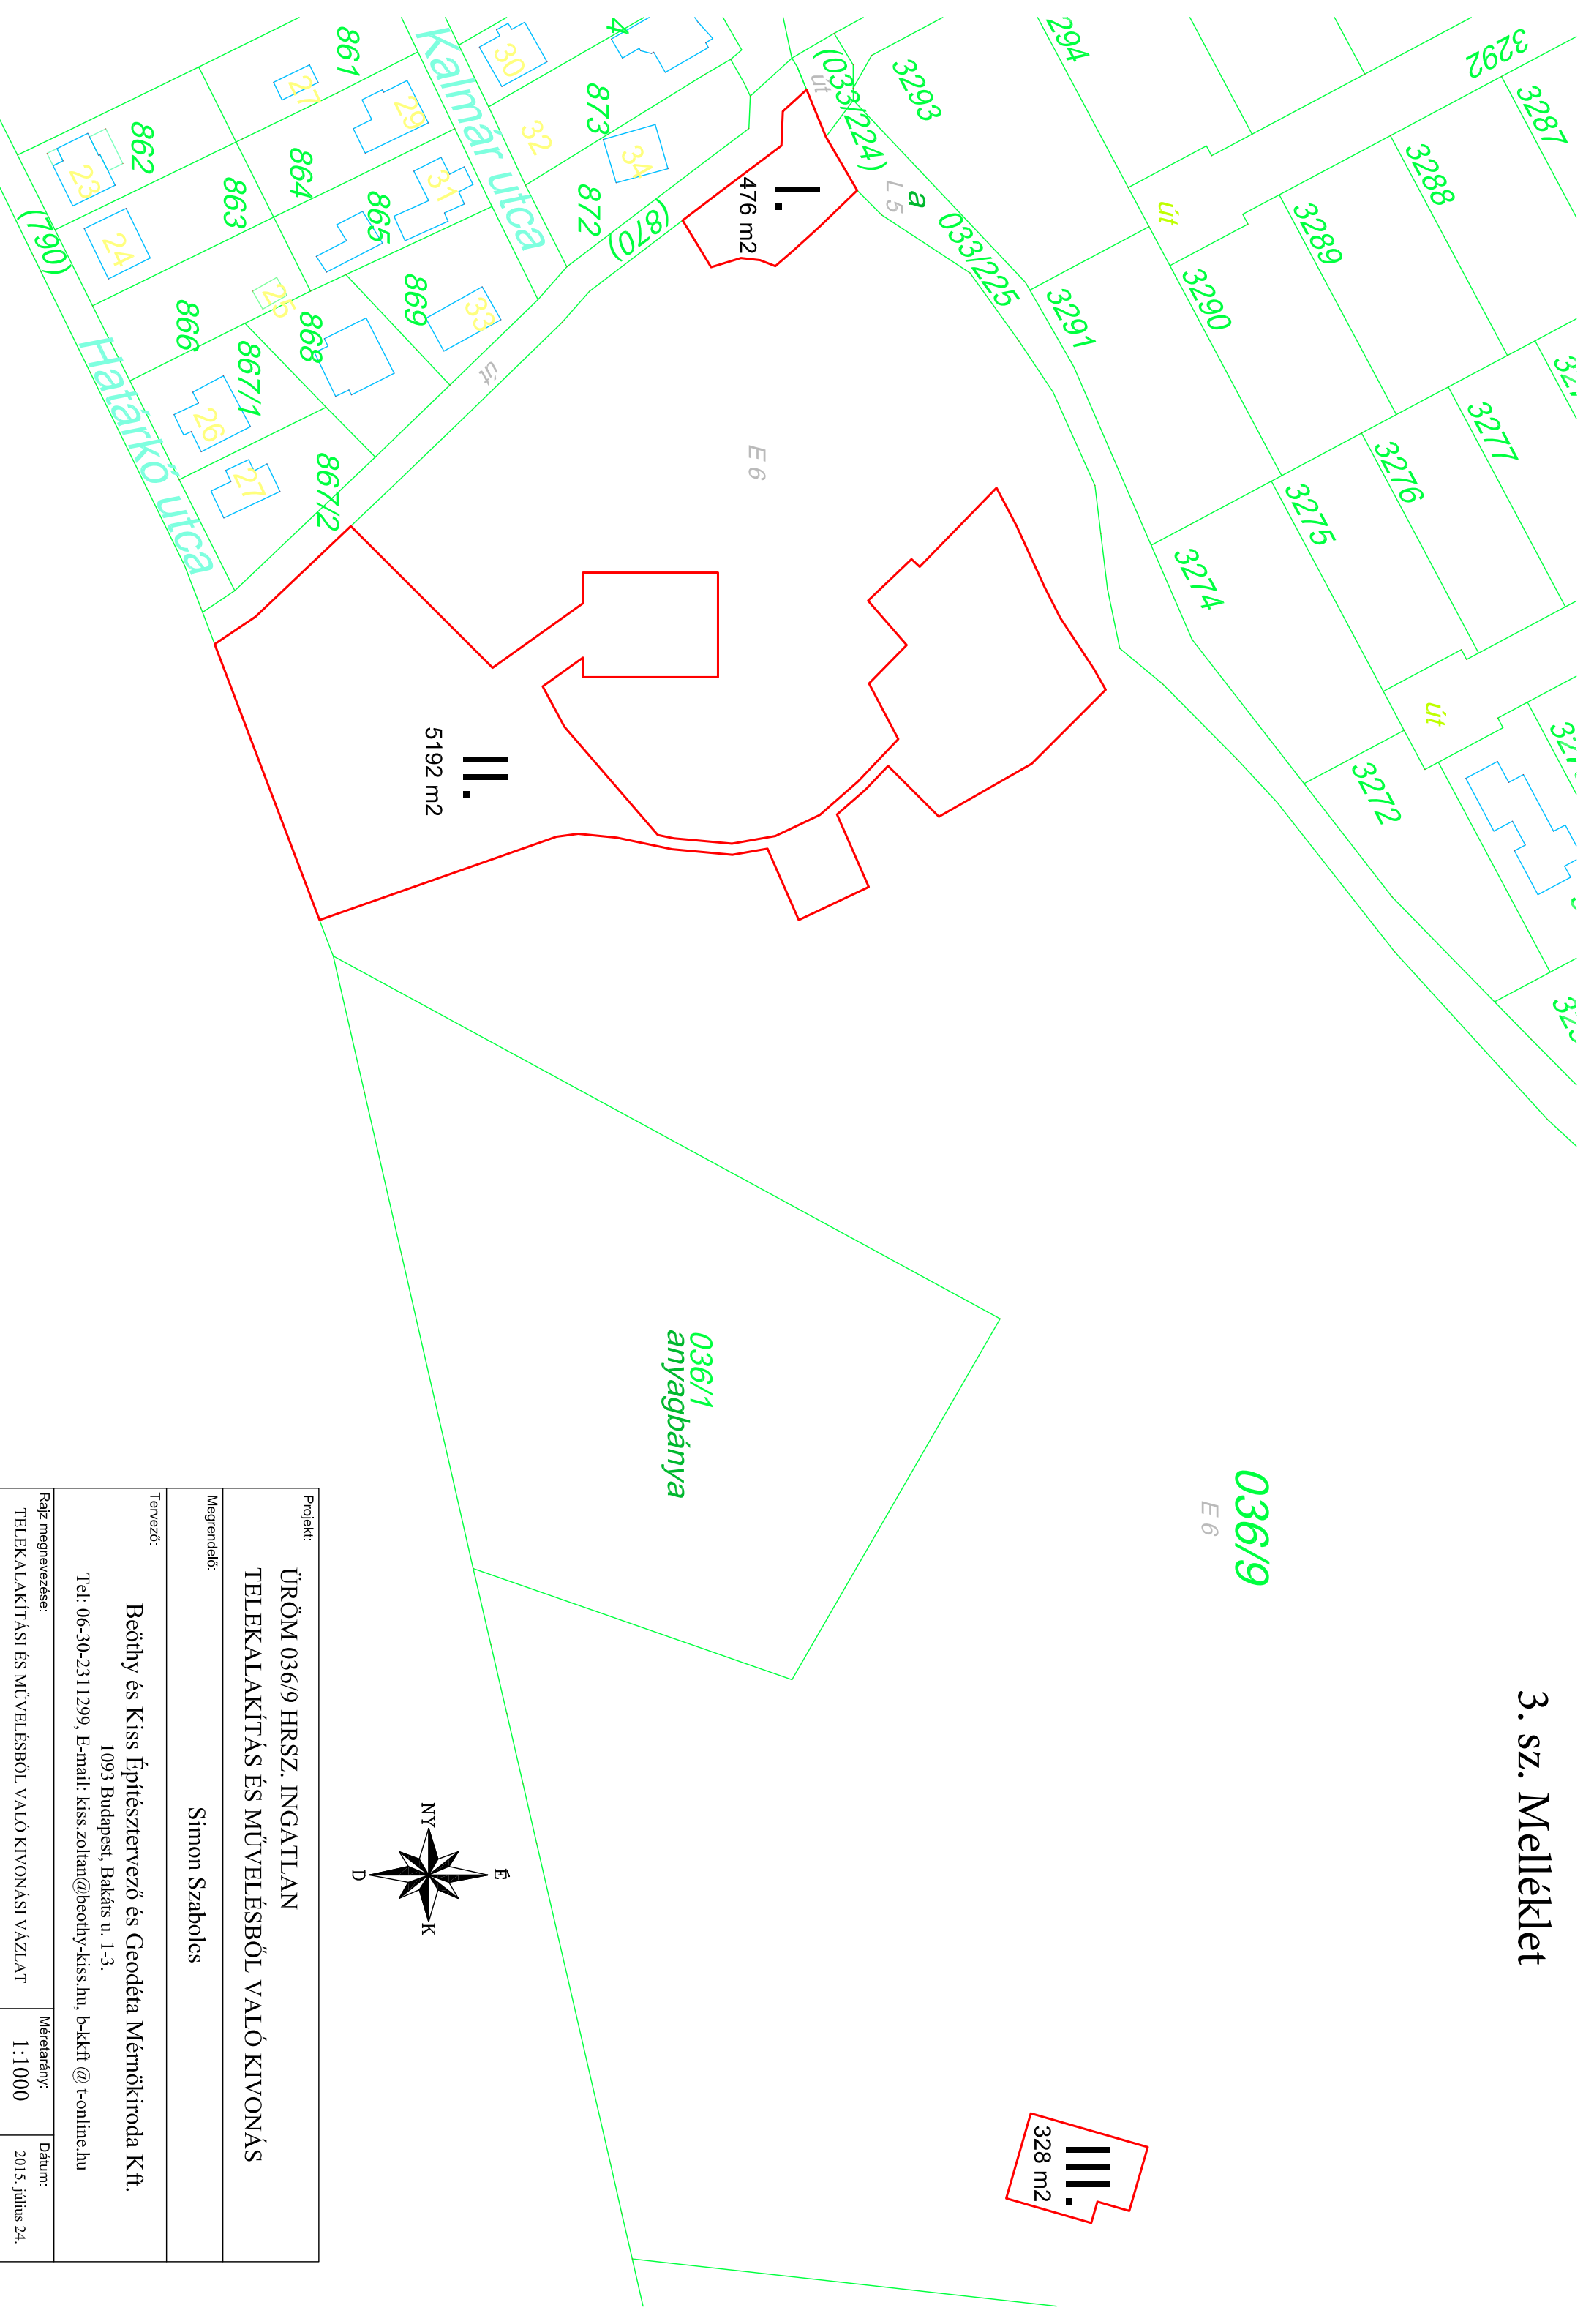 3. sz. Melléklet
3292
3287
3288
3289
3290
3291
3293
294
út
3277
3276
3275
3274
3272
út
(033/224)
út
a
L 5
033/225
I.
476 m2
4
873
872
(870)
30
32
34
Kalmár utca
861
27
29
31
33
862
863
864
865
869
23
24
26
866
868
867/1
867/2
26
27
út
(790)
Határkő utca
E 6
II.
5192 m2
036/1
anyagbánya
036/9
E 6
III.
328 m2
É
NY
K
D
Projekt:
ÜRÖM 036/9 HRSZ. INGATLAN
TELEKALAKÍTÁS ÉS MŰVELÉSBŐL VALÓ KIVONÁS
Megrendelő:
Simon Szabolcs
Tervező:
Beöthy és Kiss Építésztervező és Geodéta Mérnökiroda Kft.
1093 Budapest, Bakáts u. 1-3.
Tel: 06-30-2311299, E-mail: kiss.zoltan@beothy-kiss.hu, b-kkft @ t-online.hu
Rajz megnevezése:
TELEKALAKÍTÁSI ÉS MŰVELÉSBŐL VALÓ KIVONÁSI VÁZLAT
Méretarány:
1:1000
Dátum:
2015. július 24.